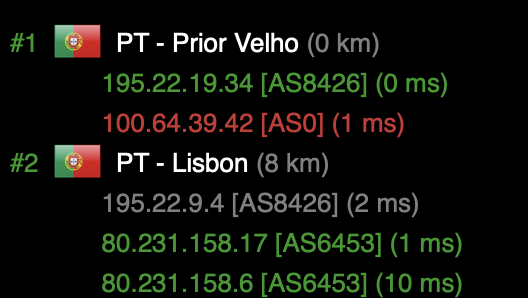 #1 PT - Prior Velho (0 km)
195.22.19.34 [AS8426] (0 ms)
100.64.39.42 [AS0] (1 ms)
#2 PT - Lisbon (8 km)
195.22.9.4 [AS8426] (2 ms)
80.231.158.17 [AS6453] (1 ms)
80.231.158.6 [AS6453] (10 ms)